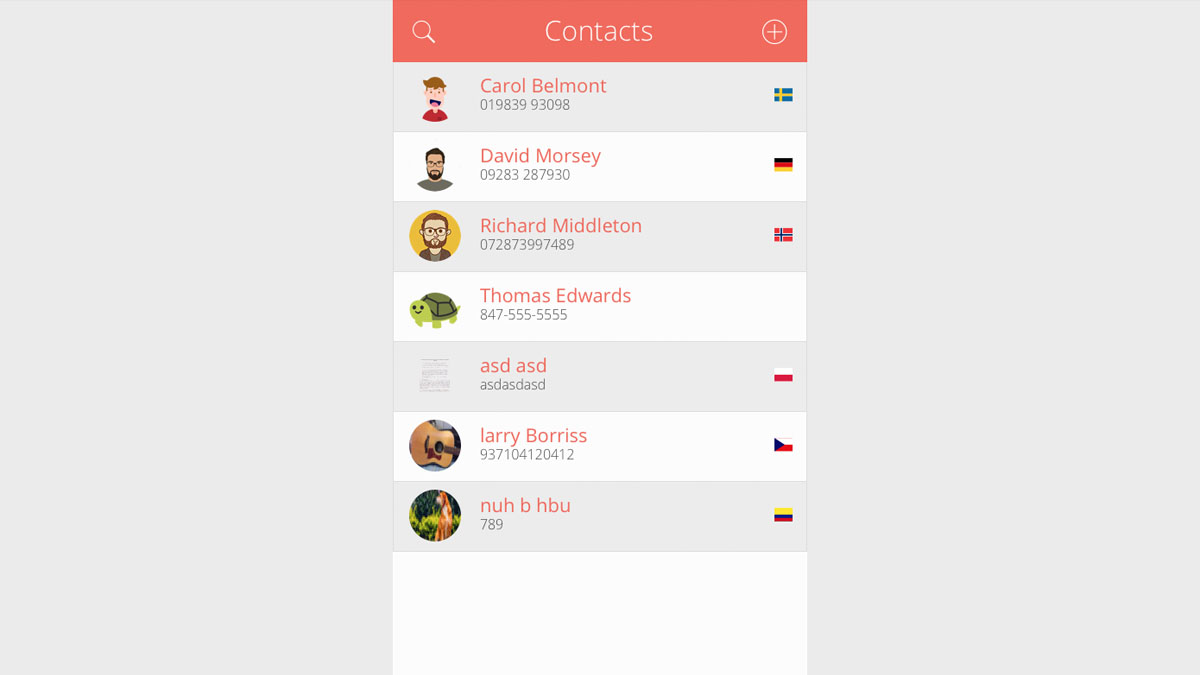 Contacts
Carol Belmont
019839 93098
David Morsey
09283 287930
Richard Middleton
072873997489
Thomas Edwards
847-555-5555
asd asd
asdasdasd
larry Borriss
937104120412
nuh b hbu
789